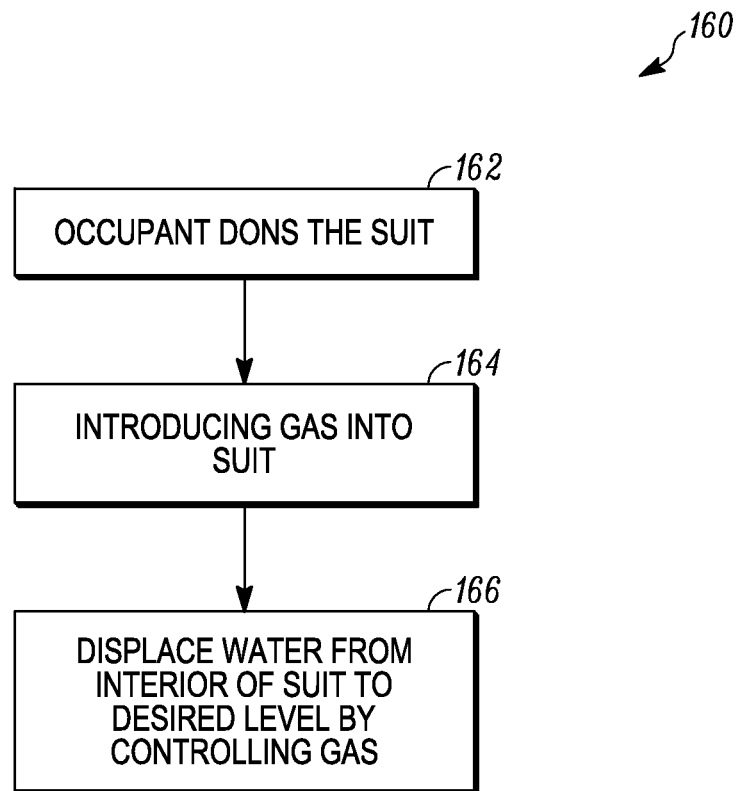 160
162
OCCUPANT DONS THE SUIT
164
INTRODUCING GAS INTO
SUIT
166
DISPLACE WATER FROM
INTERIOR OF SUIT TO
DESIRED LEVEL BY
CONTROLLING GAS